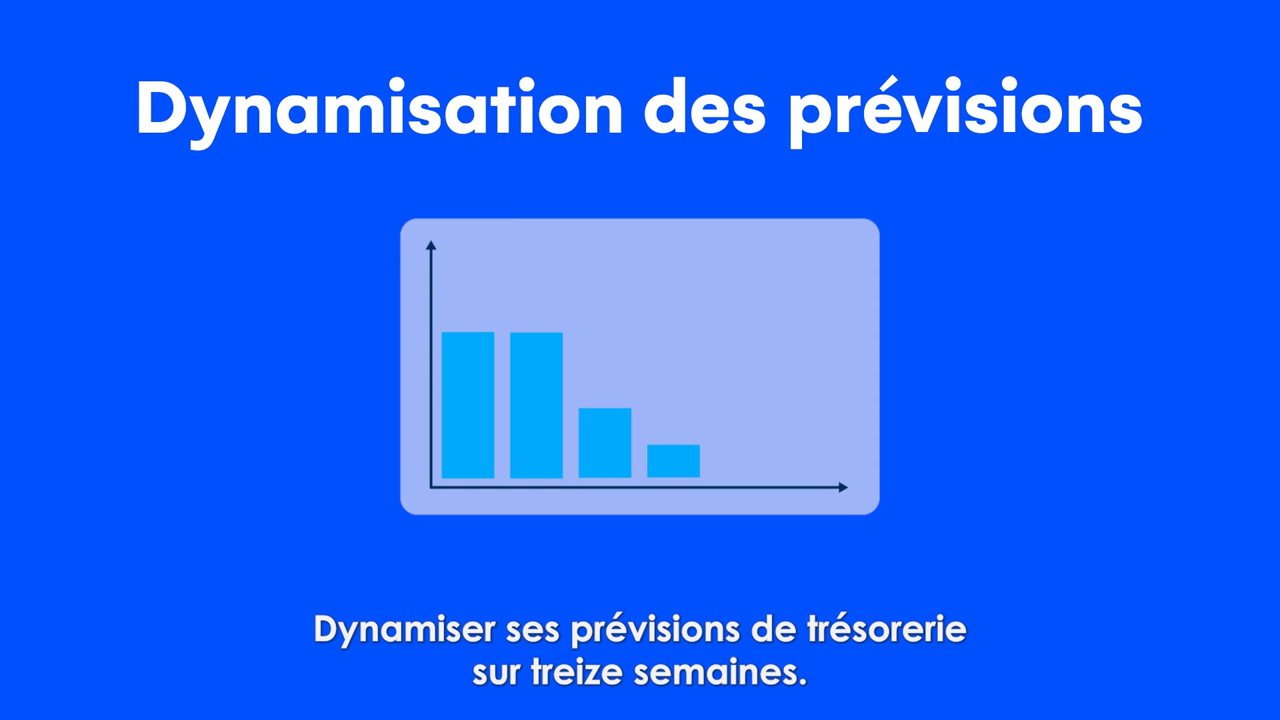 Dynamisation des prévisions
Dynamiser ses prévisions de trésorerie
sur treize semaines.